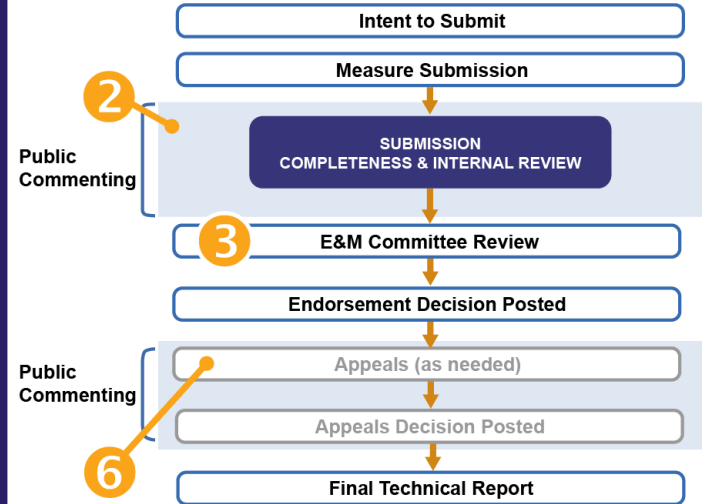 Intent to Submit
Measure Submission
2
Public
Commenting
SUBMISSION
COMPLETENESS & INTERNAL REVIEW
3
E&M Committee Review
Endorsement Decision Posted
Public
Commenting
Appeals (as needed)
Appeals Decision Posted
6
Final Technical Report